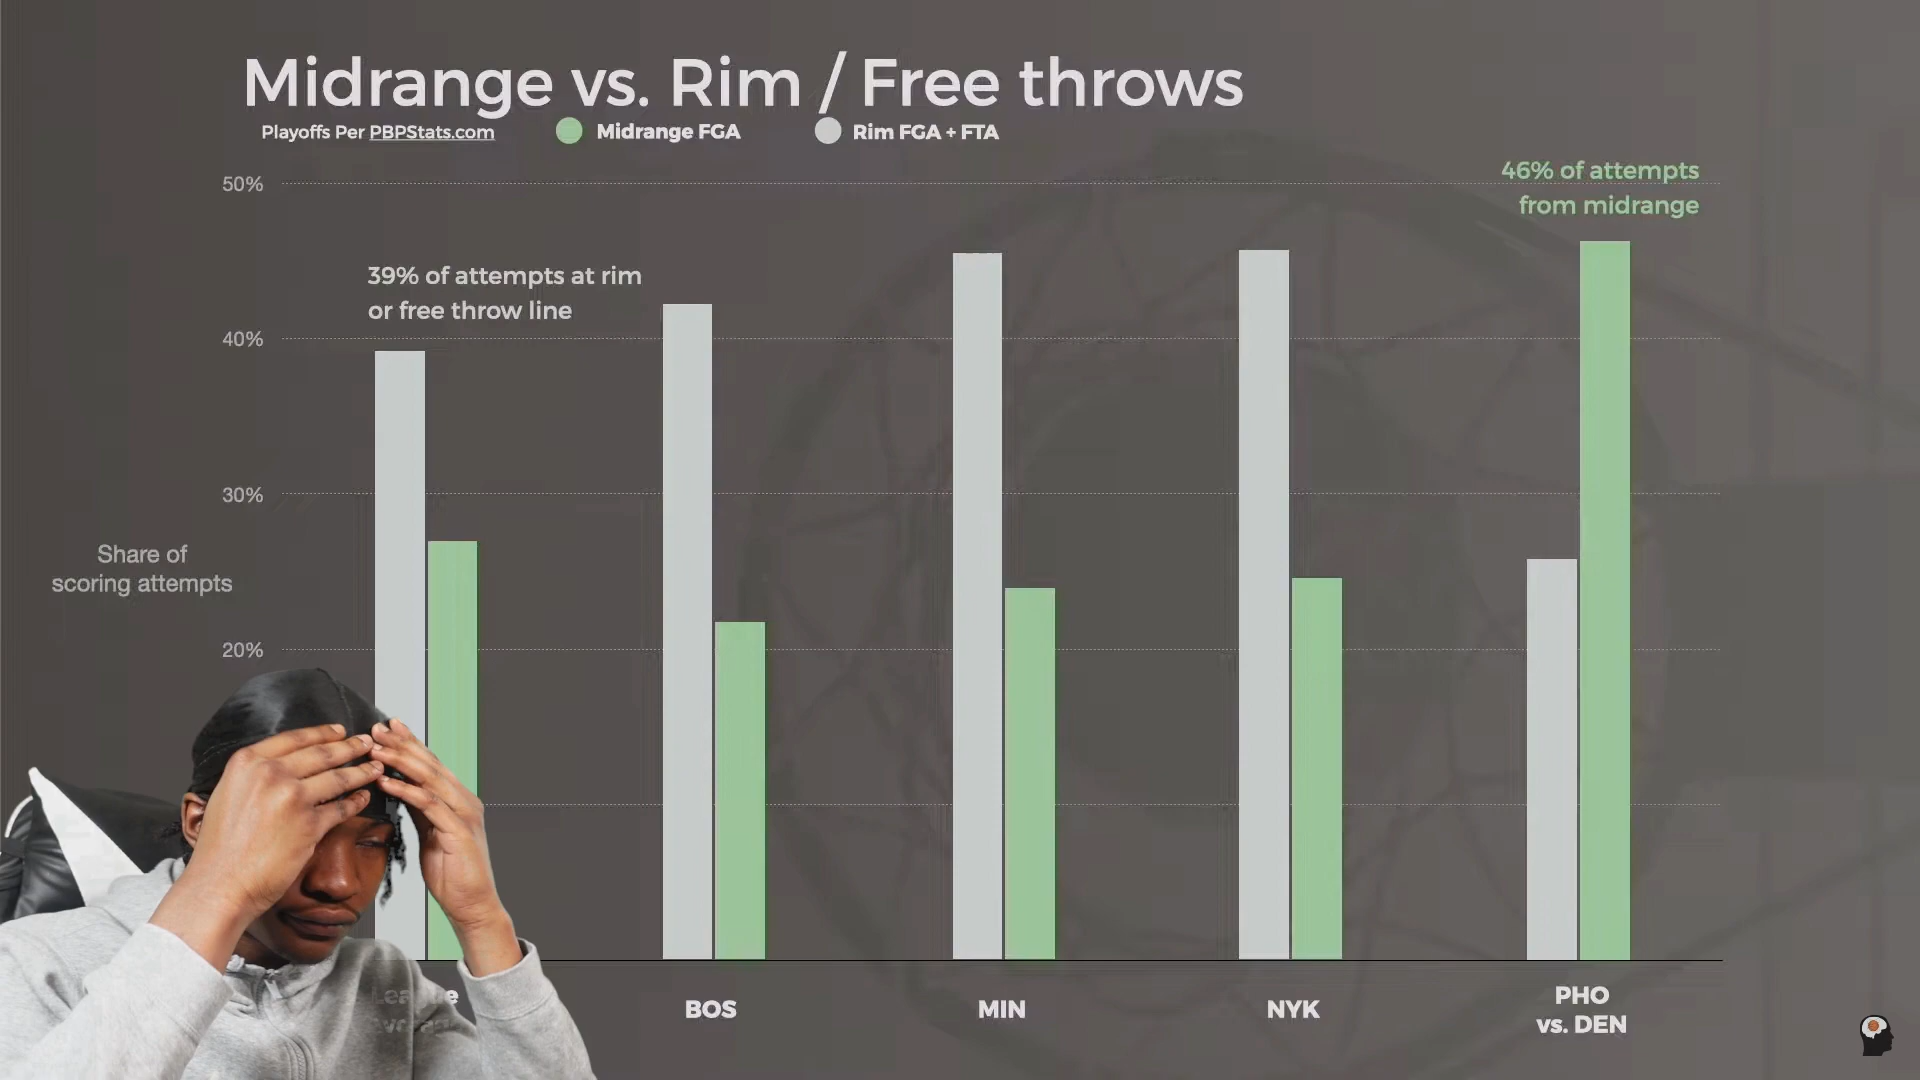 Midrange vs. Rim / Free throws
Playoffs Per PBPStats.com
Midrange FGA
Rim FGA + FTA
46% of attempts
from midrange
50%
39% of attempts at rim
or free throw line
40%
30%
Share of
scoring attempts
20%
BOS
MIN
NYK
PHO
vs. DEN